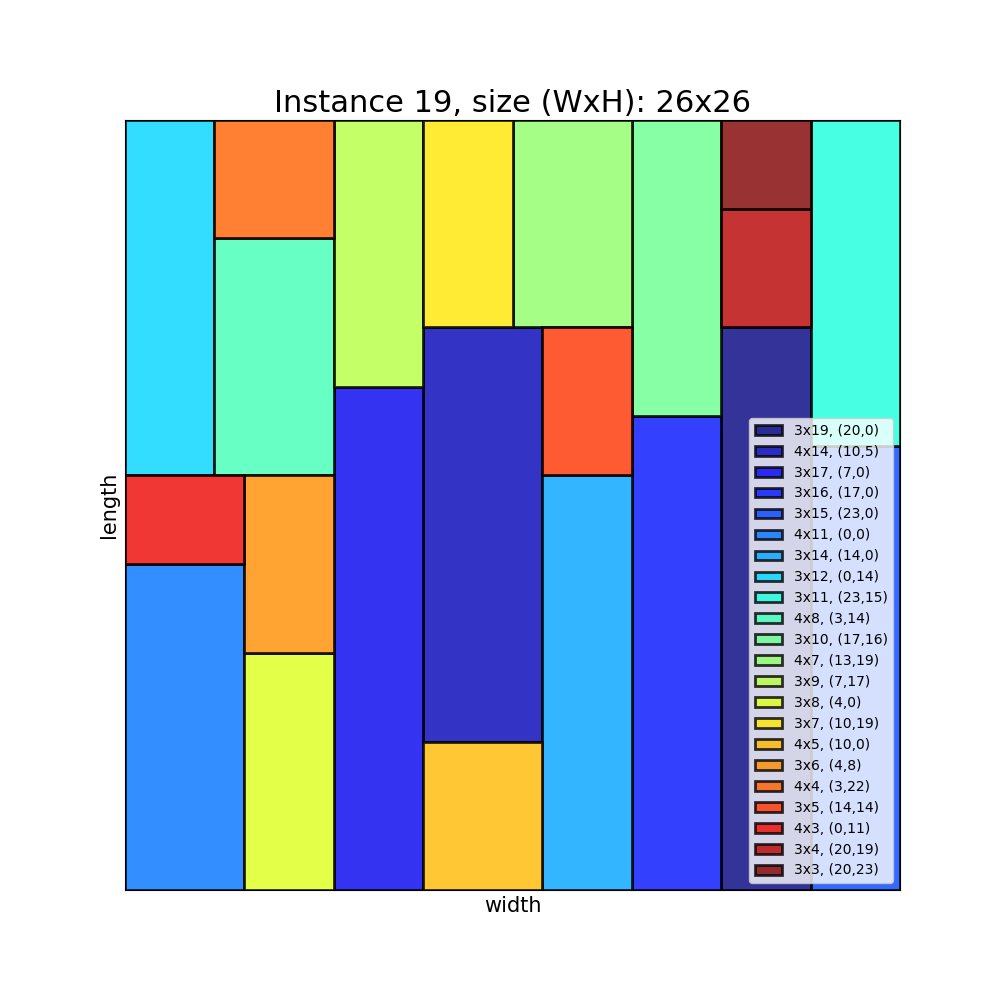 Instance 19, size (WxH): 26x26
length
3x19, (20,0)
4x14, (10,5)
3x17, (7,0)
3x16, (17,0)
3x15, (23,0)
4x11, (0,0)
3x14, (14,0)
3x12, (0,14)
3x11, (23,15)
4x8, (3,14)
3x10, (17,16)
4x7, (13,19)
3x9, (7,17)
3x8, (4,0)
3x7, (10,19)
4x5, (10,0)
3x6, (4,8)
4x4, (3,22)
3x5, (14,14)
4x3, (0,11)
3x4, (20,19)
3x3, (20,23)
width